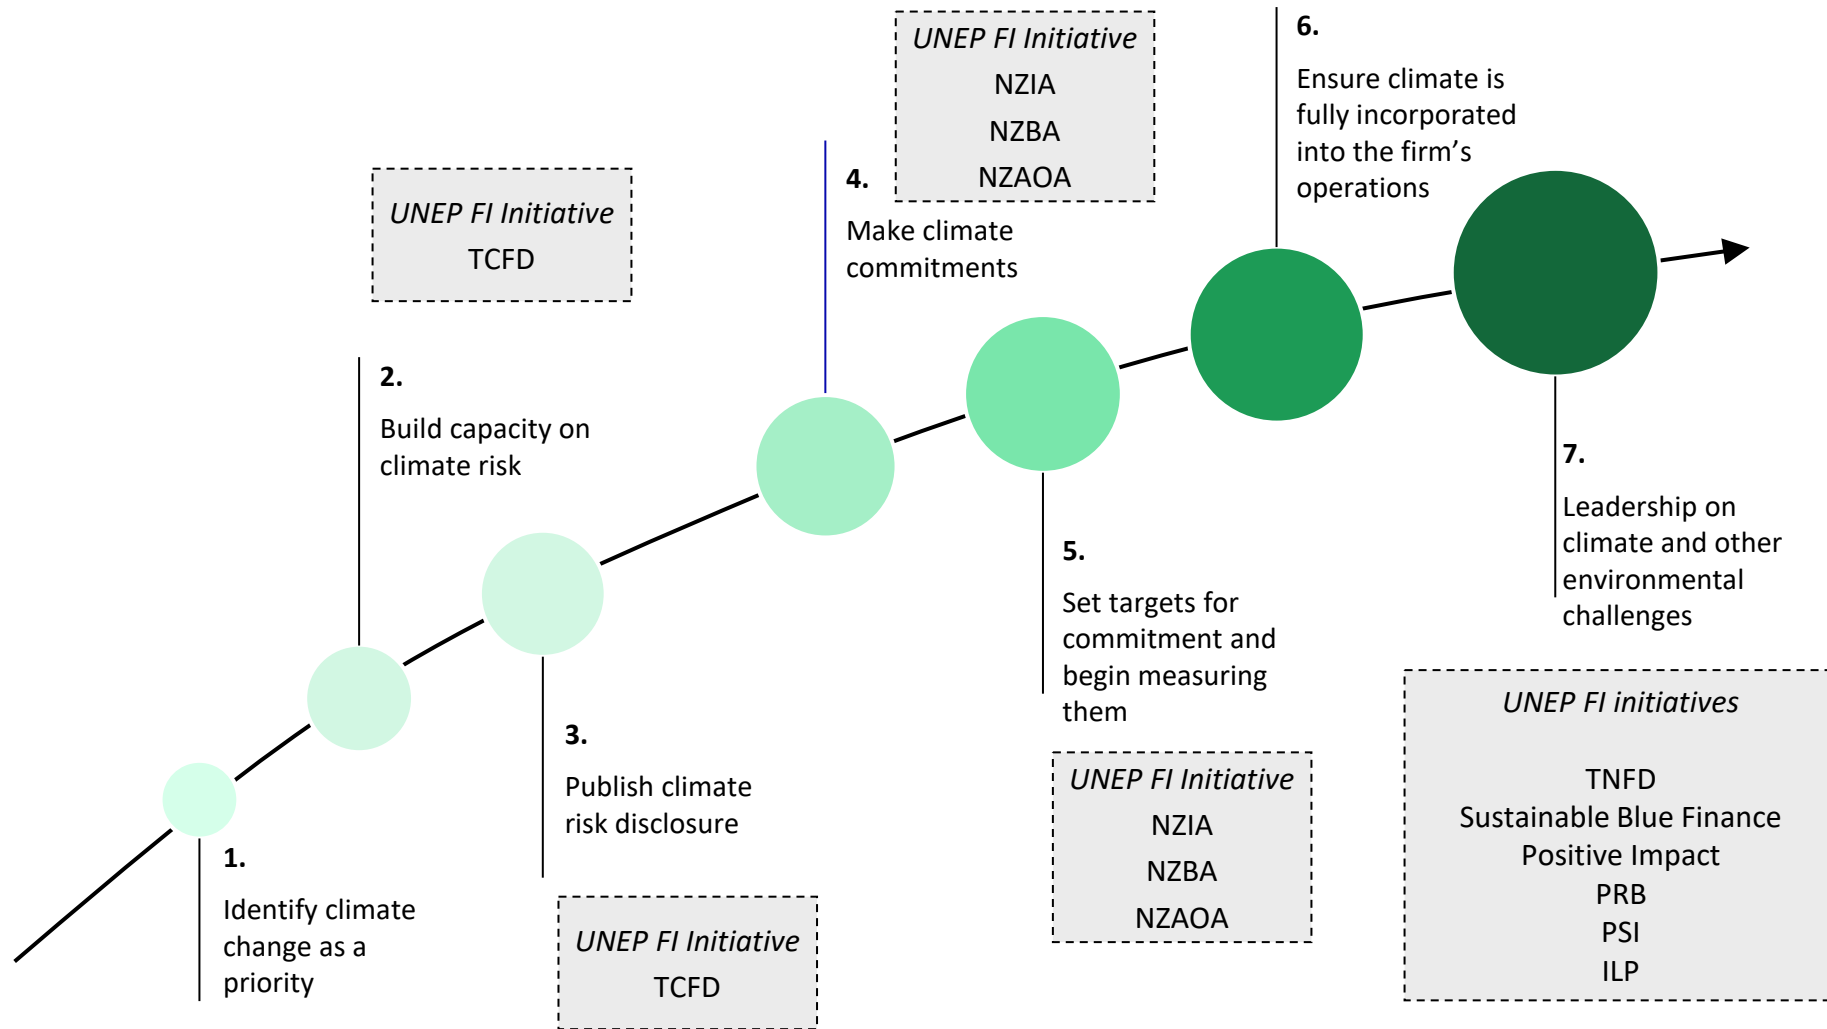 1.
Identify climate
change as a
priority
UNEP FI Initiative
TCFD
2.
Build capacity on
climate risk
3.
Publish climate
risk disclosure
UNEP FI Initiative
TCFD
UNEP FI Initiative
NZIA
NZBA
NZAOA
4.
Make climate
commitments
5.
Set targets for
commitment and
begin measuring
them
UNEP FI Initiative
NZIA
NZBA
NZAOA
6.
Ensure climate is
fully incorporated
into the firm’s
operations
7.
Leadership on
climate and other
environmental
challenges
UNEP FI initiatives
TNFD
Sustainable Blue Finance
Positive Impact
PRB
PSI
ILP